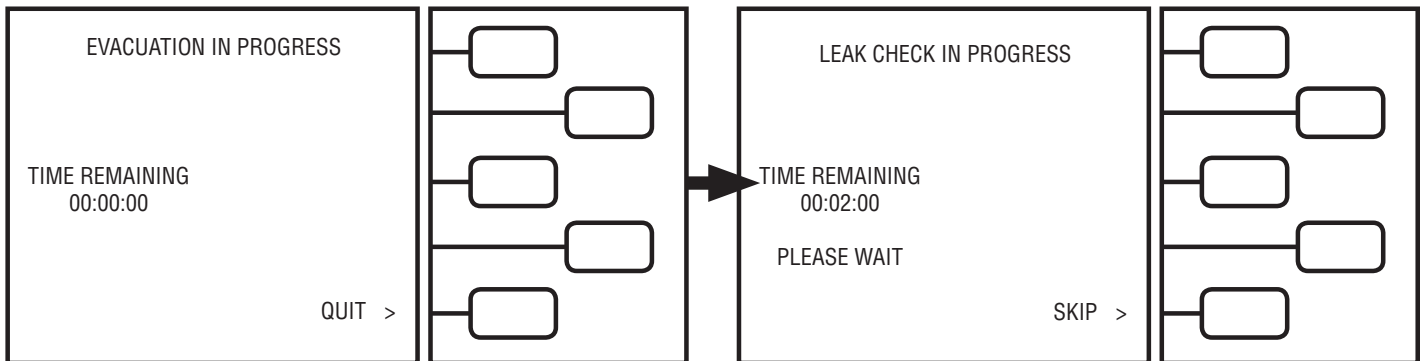 EVACUATION IN PROGRESS
TIME REMAINING
00:00:00
QUIT >
LEAK CHECK IN PROGRESS
TIME REMAINING
00:02:00
PLEASE WAIT
SKIP >